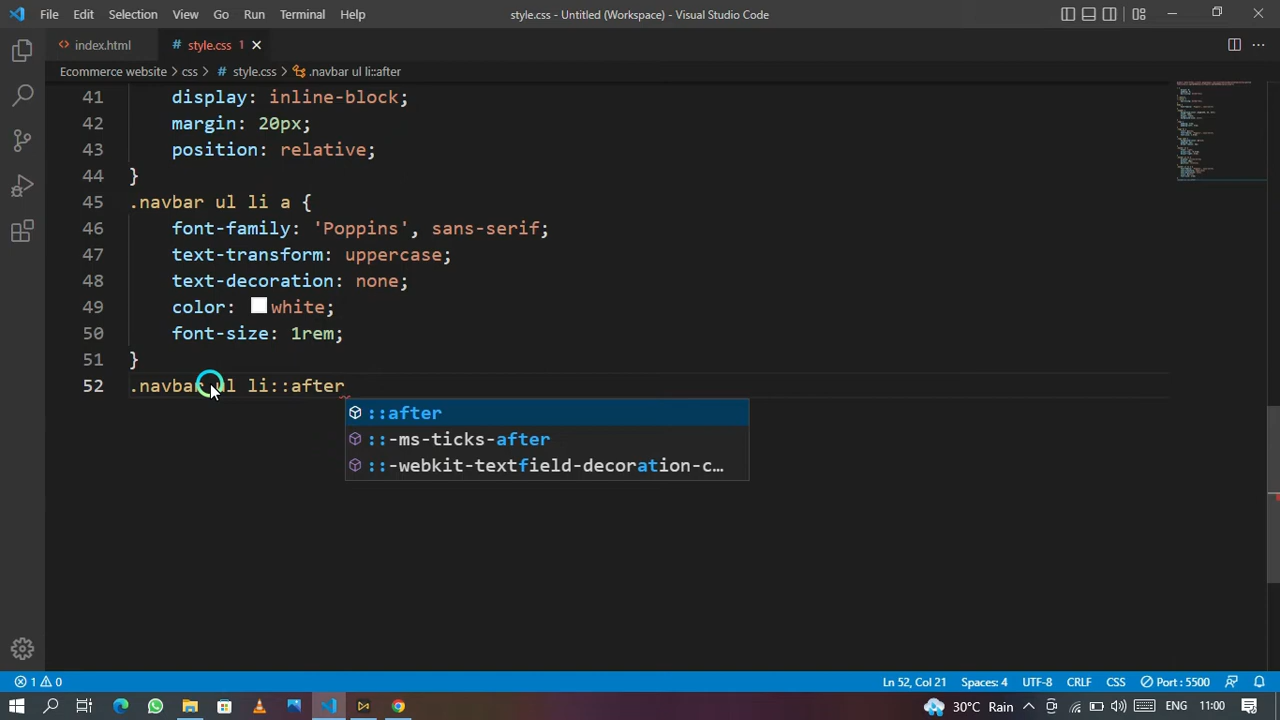 File Edit Selection View Go Run Terminal Help style.css - Untitled (Workspace) - Visual Studio Code
index.html # style.css 1
Ecommerce website > css > # style.css > .navbar ul li::after
41 display: inline-block;
42 margin: 20px;
43 position: relative;
44 }
45 .navbar ul li a {
46 font-family: 'Poppins', sans-serif;
47 text-transform: uppercase;
48 text-decoration: none;
49 color: white;
50 font-size: 1rem;
51 }
52 .navbar ul li::after
::after
::-ms-ticks-after
::-webkit-textfield-decoration-c…
1 0 Ln 52, Col 21 Spaces: 4 UTF-8 CRLF CSS Port : 5500
30°C Rain ENG 11:00